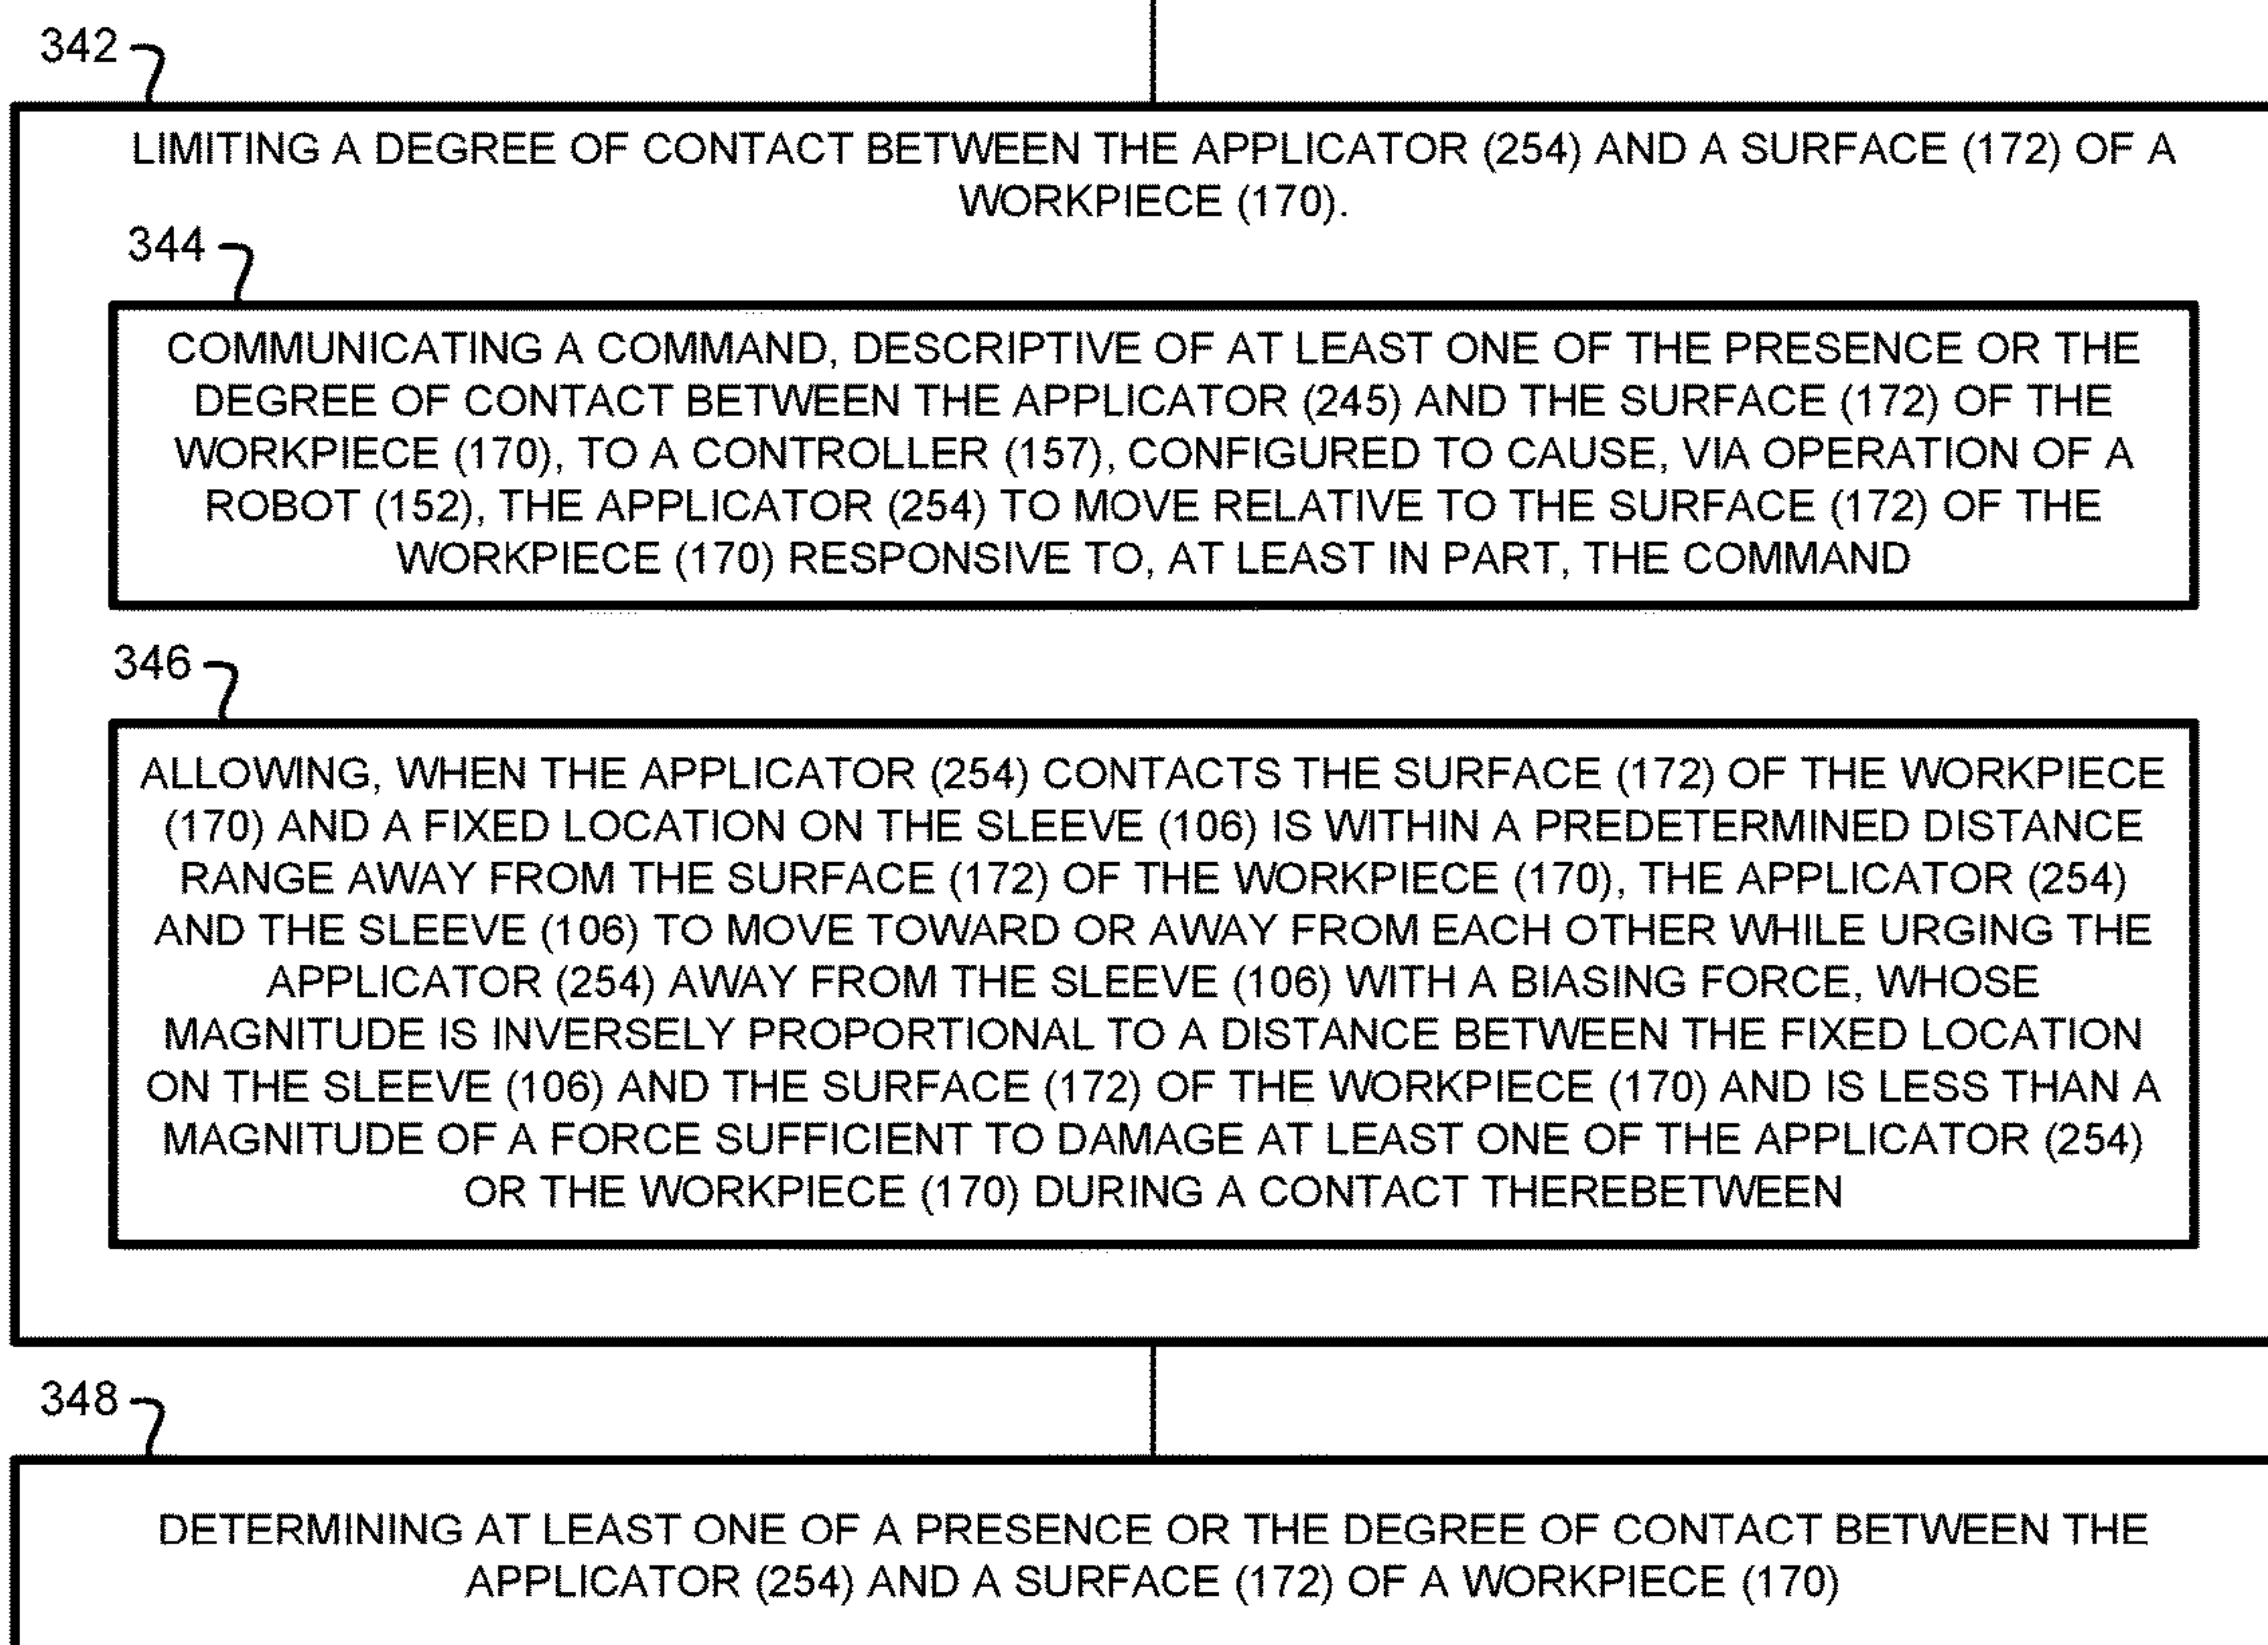 342
LIMITING A DEGREE OF CONTACT BETWEEN THE APPLICATOR (254) AND A SURFACE (172) OF A
WORKPIECE (170).
344
COMMUNICATING A COMMAND, DESCRIPTIVE OF AT LEAST ONE OF THE PRESENCE OR THE
DEGREE OF CONTACT BETWEEN THE APPLICATOR (245) AND THE SURFACE (172) OF THE
WORKPIECE (170), TO A CONTROLLER (157), CONFIGURED TO CAUSE, VIA OPERATION OF A
ROBOT (152), THE APPLICATOR (254) TO MOVE RELATIVE TO THE SURFACE (172) OF THE
WORKPIECE (170) RESPONSIVE TO, AT LEAST IN PART, THE COMMAND
346
ALLOWING, WHEN THE APPLICATOR (254) CONTACTS THE SURFACE (172) OF THE WORKPIECE
(170) AND A FIXED LOCATION ON THE SLEEVE (106) IS WITHIN A PREDETERMINED DISTANCE
RANGE AWAY FROM THE SURFACE (172) OF THE WORKPIECE (170), THE APPLICATOR (254)
AND THE SLEEVE (106) TO MOVE TOWARD OR AWAY FROM EACH OTHER WHILE URGING THE
APPLICATOR (254) AWAY FROM THE SLEEVE (106) WITH A BIASING FORCE, WHOSE
MAGNITUDE IS INVERSELY PROPORTIONAL TO A DISTANCE BETWEEN THE FIXED LOCATION
ON THE SLEEVE (106) AND THE SURFACE (172) OF THE WORKPIECE (170) AND IS LESS THAN A
MAGNITUDE OF A FORCE SUFFICIENT TO DAMAGE AT LEAST ONE OF THE APPLICATOR (254)
OR THE WORKPIECE (170) DURING A CONTACT THEREBETWEEN
348
DETERMINING AT LEAST ONE OF A PRESENCE OR THE DEGREE OF CONTACT BETWEEN THE
APPLICATOR (254) AND A SURFACE (172) OF A WORKPIECE (170)